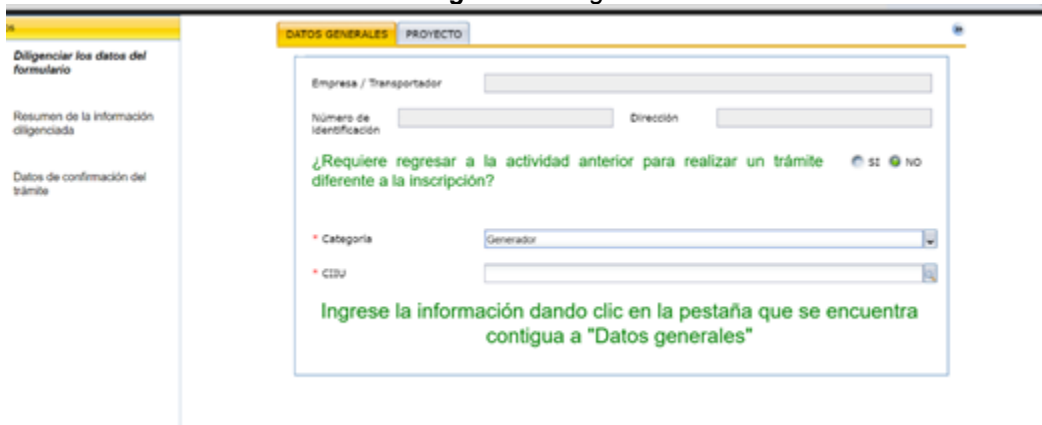 DATOS GENERALES PROYECTO
Diligenciar los datos del
formulario
Resumen de la información
diligenciada
Datos de confirmación del
trámite
Empresa / Transportador
Número de
identificación
Dirección
¿Requiere regresar a la actividad anterior para realizar un trámite
diferente a la inscripción?
SI NO
* Categoría
Generador
* CIIU
Ingrese la información dando clic en la pestaña que se encuentra
contigua a "Datos generales"